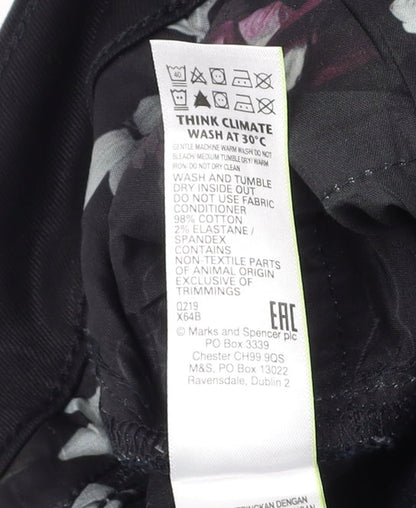 40
THINK CLIMATE
WASH AT 30°C
GENTLE MACHINE WARM WASH/DO NOT
BLEACH/MEDIUM TUMBLE DRY/ WARM
IRON/ DO NOT DRY CLEAN
WASH AND TUMBLE
DRY INSIDE OUT
DO NOT USE FABRIC
CONDITIONER
98% COTTON
2% ELASTANE /
SPANDEX
CONTAINS
NON-TEXTILE PARTS
OF ANIMAL ORIGIN
EXCLUSIVE OF
TRIMMINGS
Q219
X64B
EAC
© Marks and Spencer plc
PO Box 3339
Chester CH99 9QS
M&S, PO Box 13022
Ravensdale, Dublin 2
DENGAN